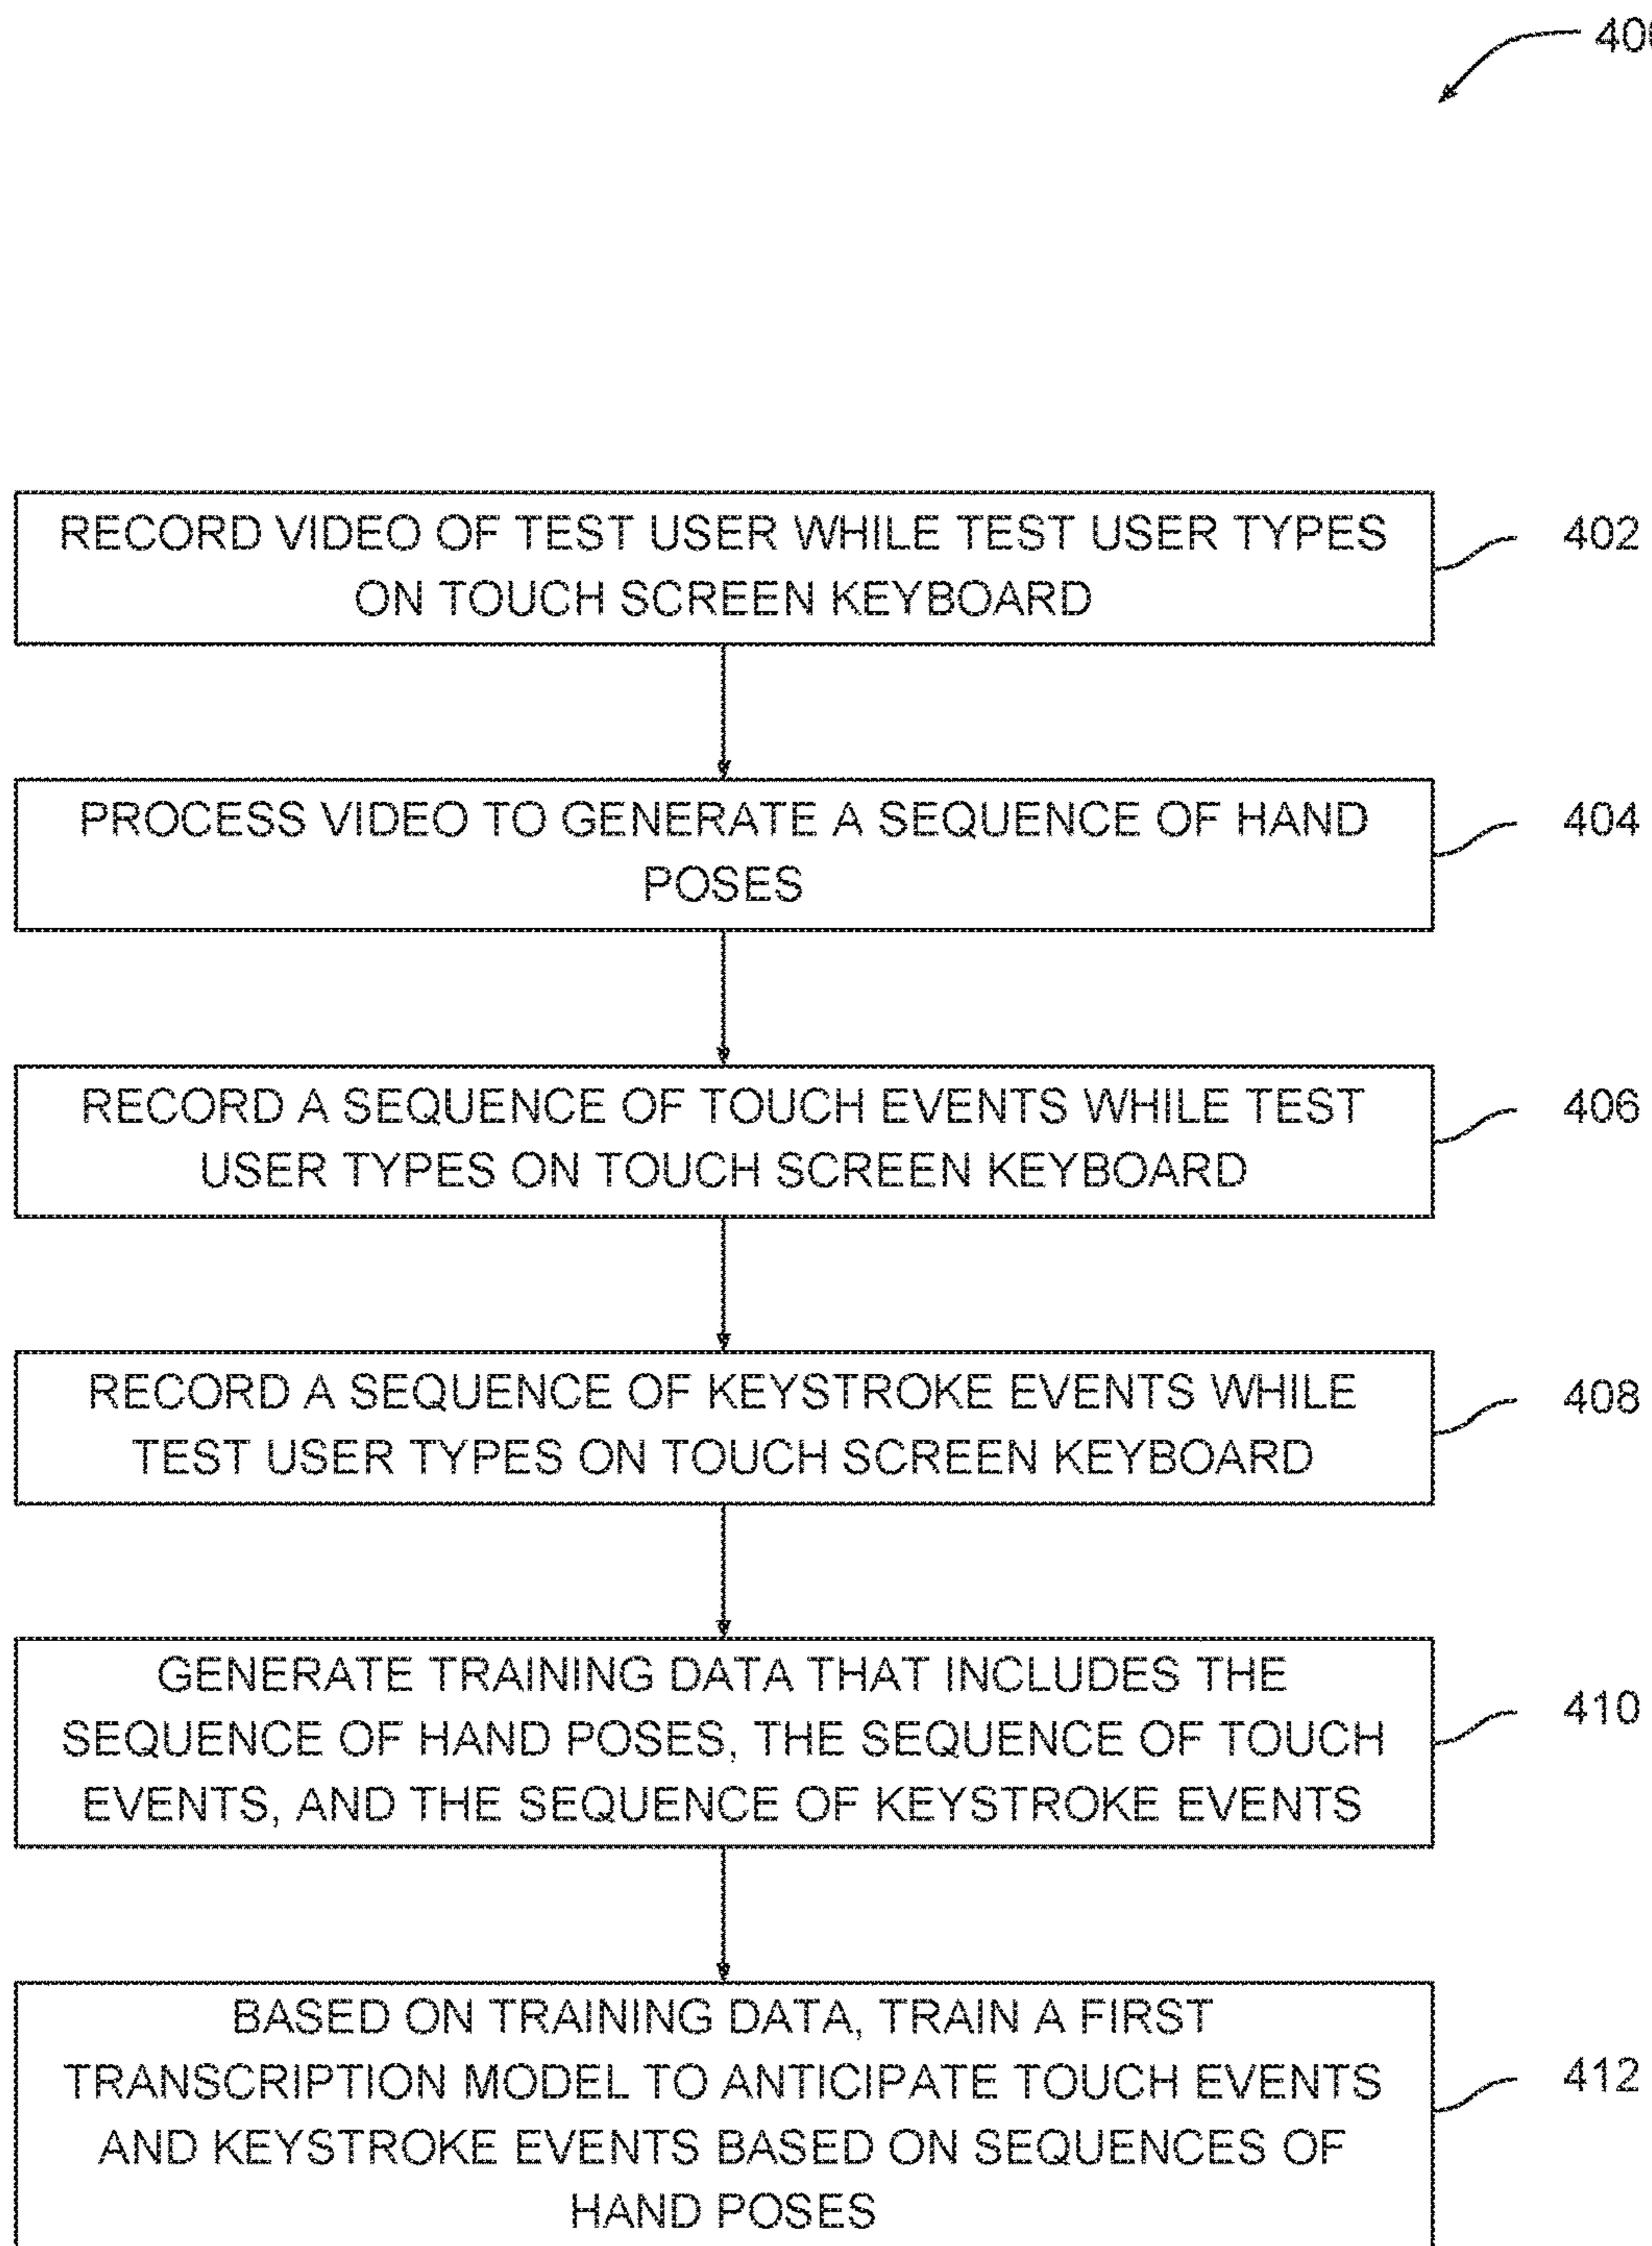 400
RECORD VIDEO OF TEST USER WHILE TEST USER TYPES
ON TOUCH SCREEN KEYBOARD
402
PROCESS VIDEO TO GENERATE A SEQUENCE OF HAND
POSES
404
RECORD A SEQUENCE OF TOUCH EVENTS WHILE TEST
USER TYPES ON TOUCH SCREEN KEYBOARD
406
RECORD A SEQUENCE OF KEYSTROKE EVENTS WHILE
TEST USER TYPES ON TOUCH SCREEN KEYBOARD
408
GENERATE TRAINING DATA THAT INCLUDES THE
SEQUENCE OF HAND POSES, THE SEQUENCE OF TOUCH
EVENTS, AND THE SEQUENCE OF KEYSTROKE EVENTS
410
BASED ON TRAINING DATA, TRAIN A FIRST
TRANSCRIPTION MODEL TO ANTICIPATE TOUCH EVENTS
AND KEYSTROKE EVENTS BASED ON SEQUENCES OF
HAND POSES
412